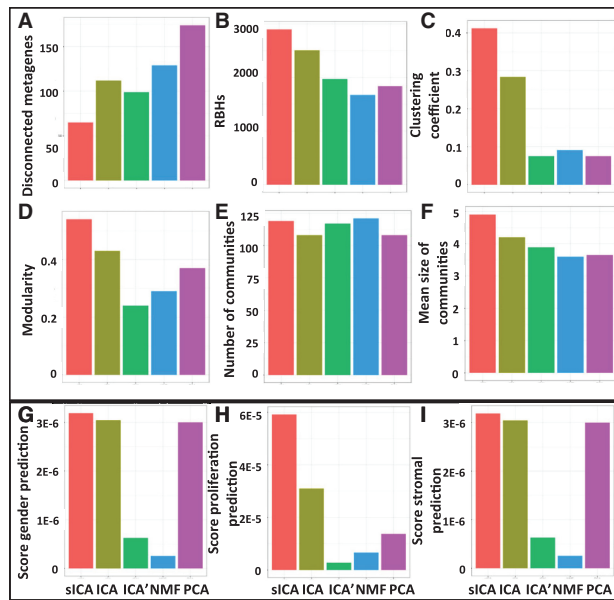 A
Disconnected metagenes
150
100
50
0
B
RBHs
3000
2000
1000
0
C
Clustering
coefficient
0.4
0.3
0.2
0.1
0
D
Modularity
0.4
0.2
0
E
Number of communities
125
100
75
50
25
0
F
Mean size of
communities
5
4
3
2
1
0
G
Score gender prediction
3E-6
2E-6
1E-6
0
sICA ICA ICA’ NMF PCA
H
Score proliferation
prediction
6E-5
4E-5
2E-5
0
sICA ICA ICA’ NMF PCA
I
Score stromal
prediction
3E-6
2E-6
1E-6
0
sICA ICA ICA’ NMF PCA